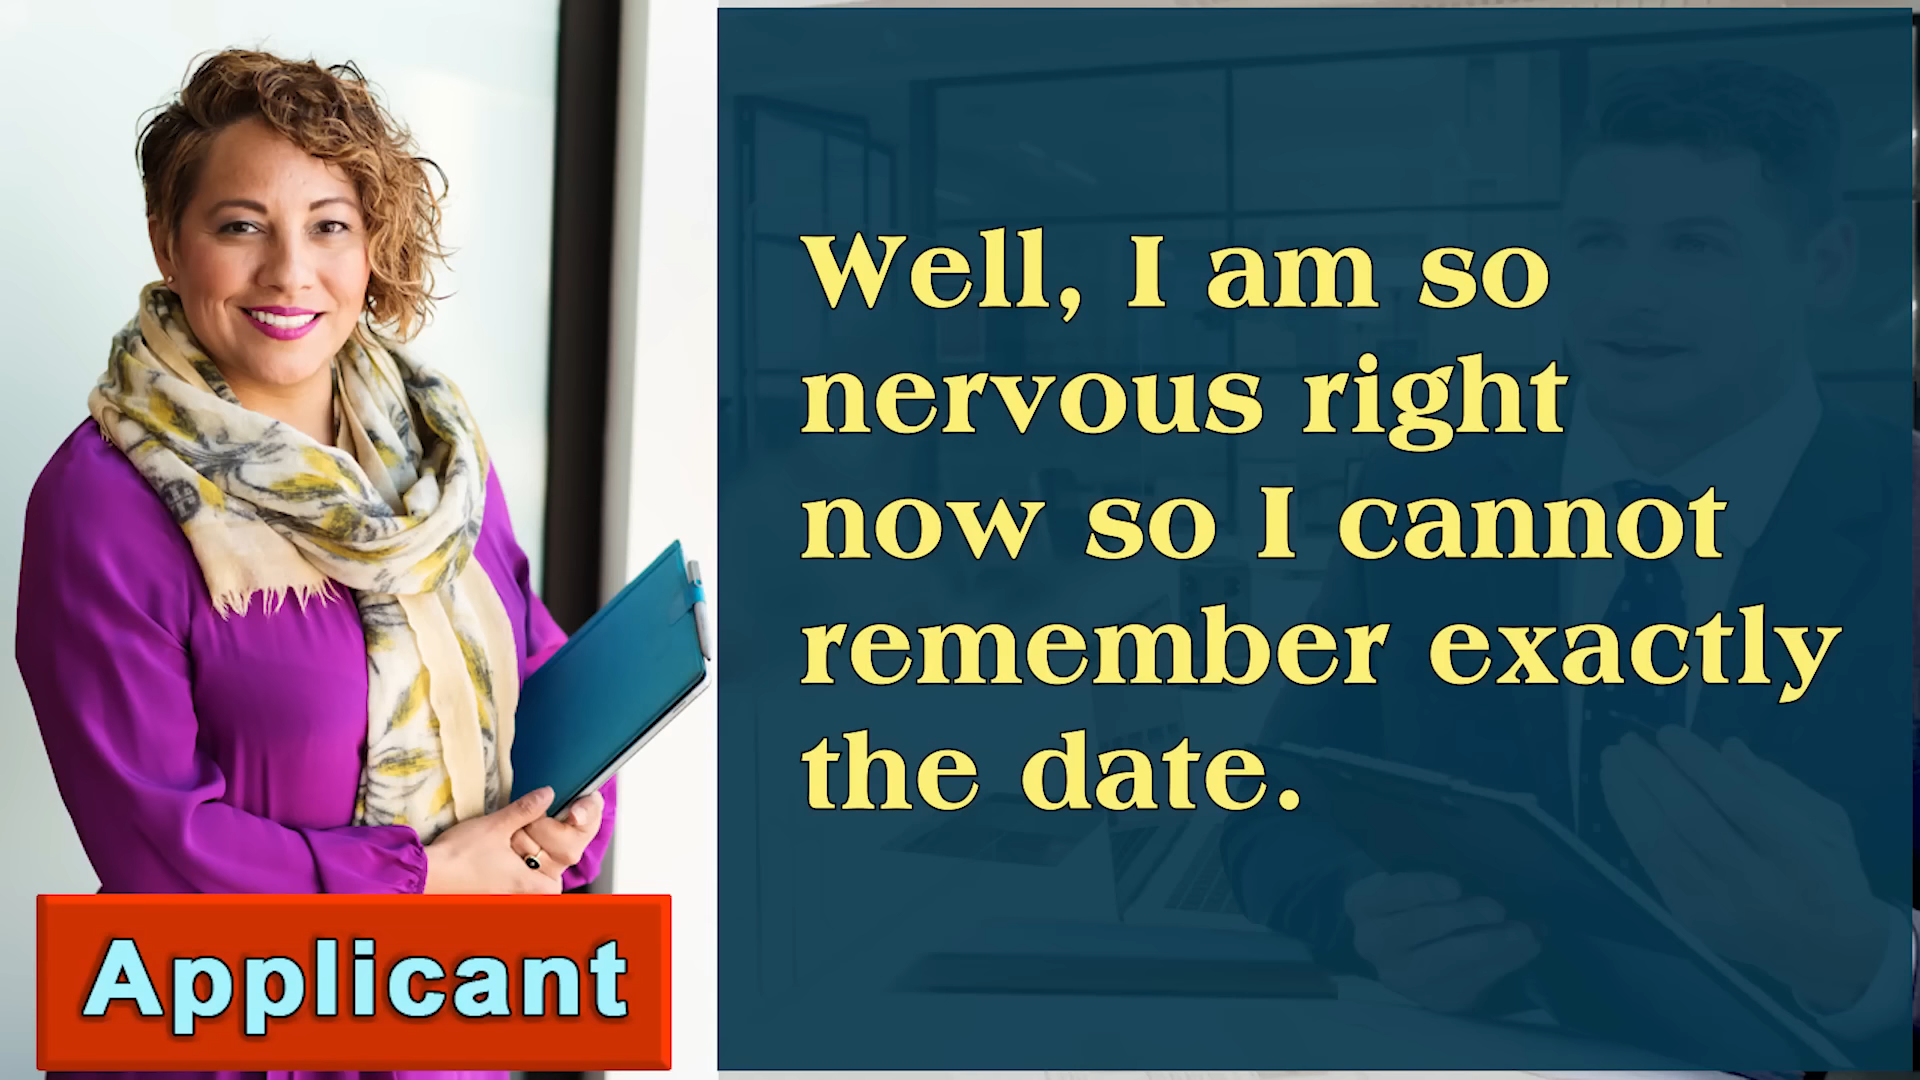 Well, I am so
nervous right
now so I cannot
remember exactly
the date.
Applicant